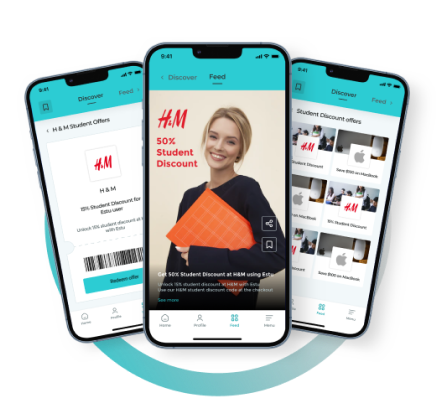 9:41
Discover
Feed
H & M Student Offers
H&M
H & M
15% Student Discount for
Estu user
Unlock 15% student discount at
with Estu
Redeem offer
Home
Profile
9:41
Discover
Feed
H&M
50%
Student
Discount
Get 50% Student Discount at H&M using Estu
Unlock 15% student discount at H&M with Estu
Use our H&M student discount code at the checkout
See more
Home
Profile
Feed
Menu
9:41
Discover
Feed
Student Discount offers
H&M
Student Discount
Save $100 on MacBook
H&M
on MacBook
15% Student Discount
H&M
Discount
Save $100 on MacBook
Feed
Menu